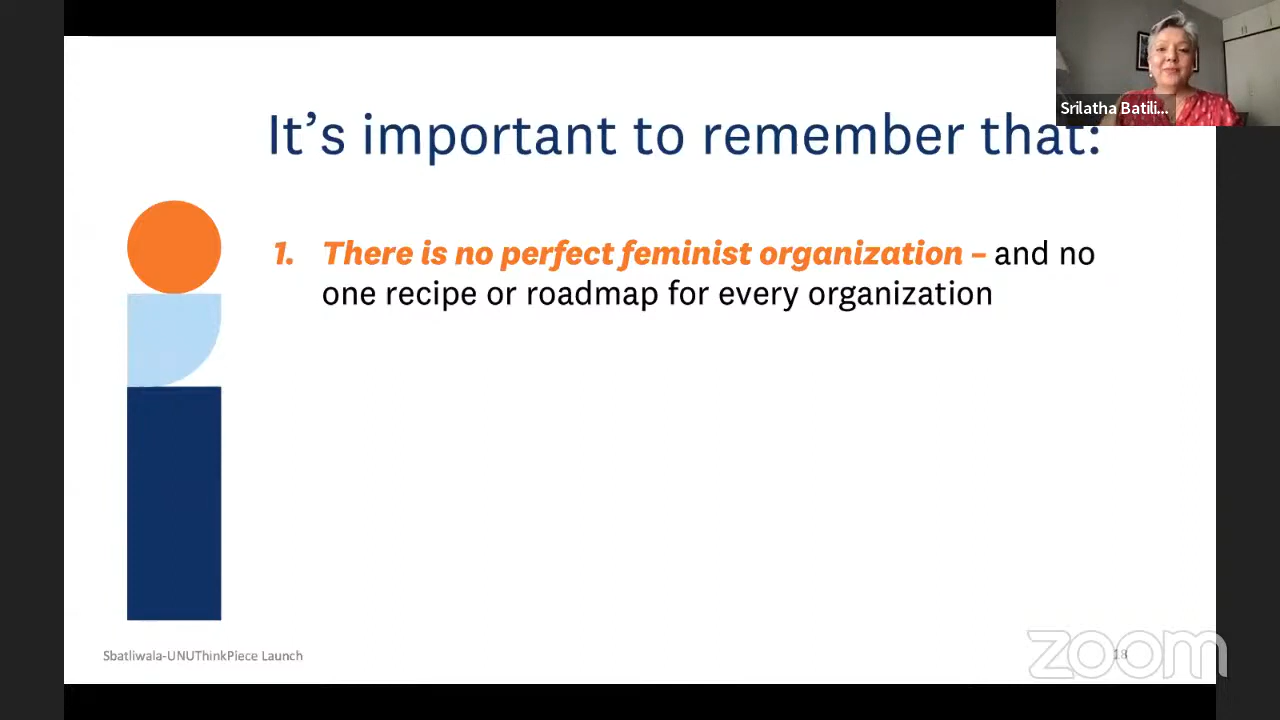 Srilatha Batili...
It's important to remember that:
1. There is no perfect feminist organization – and no
one recipe or roadmap for every organization
Sbatliwala-UNUThinkPiece Launch
18
zoom